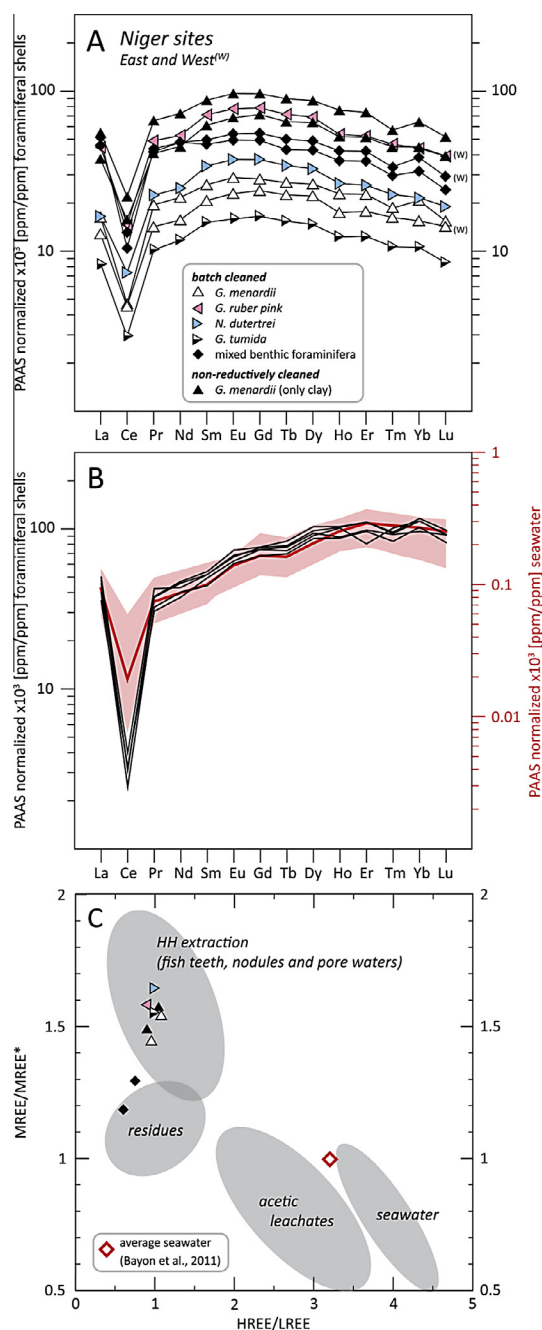 A
Niger sites
East and West(W)
PAAS normalized x10³ [ppm/ppm] foraminiferal shells
100
10
100
10
(w)
(w)
(w)
batch cleaned
G. menardii
G. ruber pink
N. dutertrei
G. tumida
mixed benthic foraminifera
non-reductively cleaned
G. menardii (only clay)
La Ce Pr Nd Sm Eu Gd Tb Dy Ho Er Tm Yb Lu
B
PAAS normalized x10³ [ppm/ppm] foraminiferal shells
100
10
1
0.1
0.01
PAAS normalized x10³ [ppm/ppm] seawater
La Ce Pr Nd Sm Eu Gd Tb Dy Ho Er Tm Yb Lu
C
HH extraction
(fish teeth, nodules and pore waters)
residues
acetic
leachates
seawater
average seawater
(Bayon et al., 2011)
MREE/MREE*
2
1.5
1
0.5
2
1.5
1
0.5
0 1 2 3 4 5
HREE/LREE